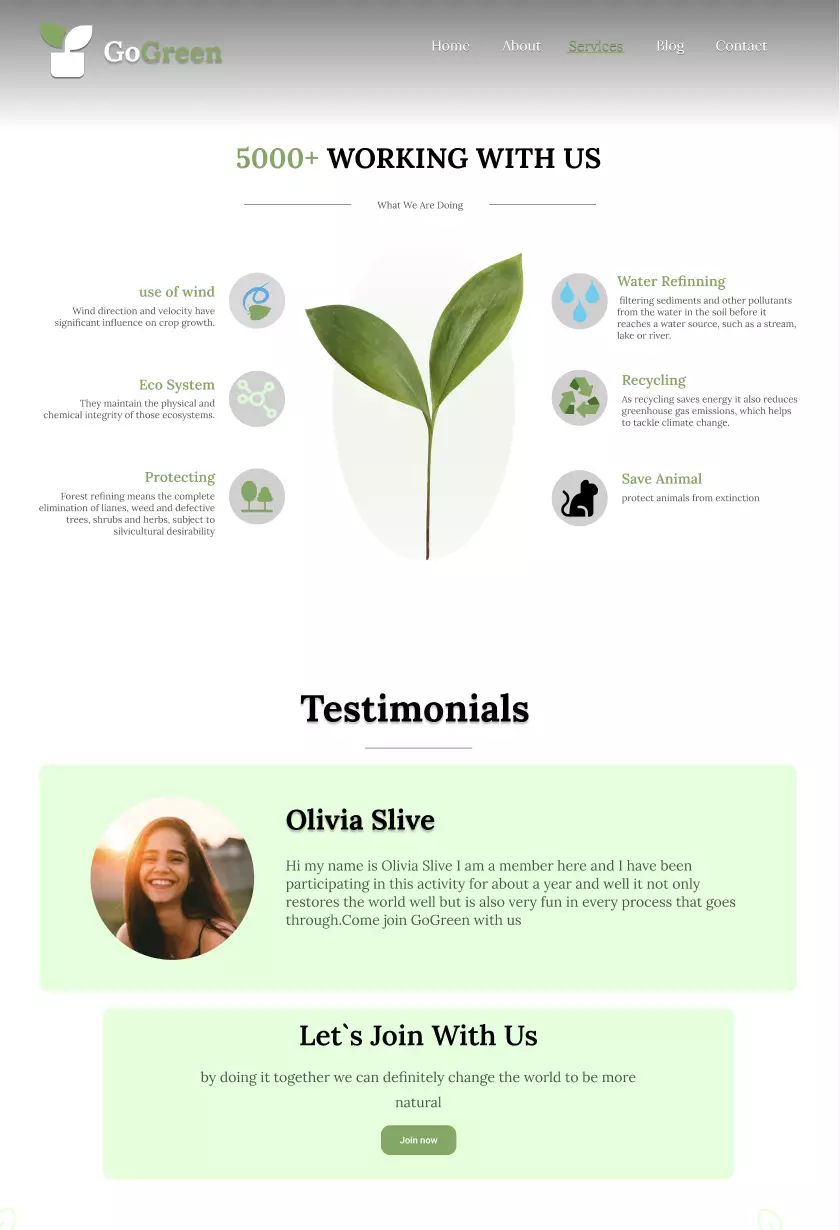 GoGreen
Home
About
Services
Blog
Contact
5000+ WORKING WITH US
What We Are Doing
use of wind
Wind direction and velocity have
significant influence on crop growth.
Eco System
They maintain the physical and
chemical integrity of those ecosystems.
Protecting
Forest refining means the complete
elimination of lianes, weed and defective
trees, shrubs and herbs, subject to
silvicultural desirability
Water Refinning
filtering sediments and other pollutants
from the water in the soil before it
reaches a water source, such as a stream,
lake or river.
Recycling
As recycling saves energy it also reduces
greenhouse gas emissions, which helps
to tackle climate change.
Save Animal
protect animals from extinction
Testimonials
Olivia Slive
Hi my name is Olivia Slive I am a member here and I have been
participating in this activity for about a year and well it not only
restores the world well but is also very fun in every process that goes
through.Come join GoGreen with us
Let`s Join With Us
by doing it together we can definitely change the world to be more
natural
Join now